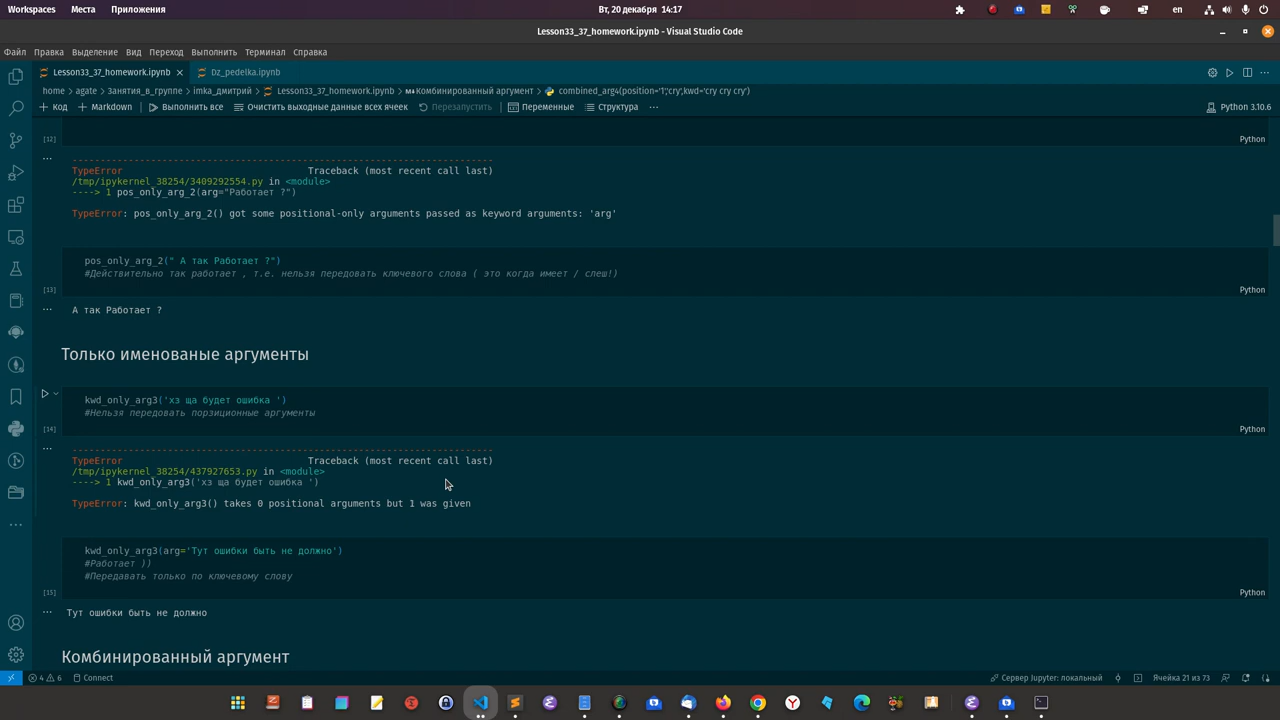 Workspaces Места Приложения Вт, 20 декабря 14:17 en
Lesson33_37_homework.ipynb - Visual Studio Code
Файл Правка Выделение Вид Переход Выполнить Терминал Справка
Lesson33_37_homework.ipynb Dz_pedelka.ipynb
home > agate > Занятия_в_группе > imka_дмитрий > Lesson33_37_homework.ipynb > Комбинированный аргумент > combined_arg4(position='1;'cry',kwd='cry cry cry')
+ Код + Markdown Выполнить все Очистить выходные данные всех ячеек Перезапустить Переменные Структура ... Python 3.10.6
[12] Python
---------------------------------------------------------------------------
TypeError Traceback (most recent call last)
/tmp/ipykernel_38254/3409292554.py in <module>
----> 1 pos_only_arg_2(arg="Работает ?")
TypeError: pos_only_arg_2() got some positional-only arguments passed as keyword arguments: 'arg'
pos_only_arg_2(" А так Работает ?")
#Действительно так работает , т.е. нельзя передовать ключевого слова ( это когда имеет / слеш!)
[13] Python
А так Работает ?
Только именованые аргументы
kwd_only_arg3('хз ща будет ошибка ')
#Нельзя передовать порзиционные аргументы
[14] Python
---------------------------------------------------------------------------
TypeError Traceback (most recent call last)
/tmp/ipykernel_38254/437927653.py in <module>
----> 1 kwd_only_arg3('хз ща будет ошибка ')
TypeError: kwd_only_arg3() takes 0 positional arguments but 1 was given
kwd_only_arg3(arg='Тут ошибки быть не должно')
#Работает ))
#Передавать только по ключевому слову
[15] Python
Тут ошибки быть не должно
Комбинированный аргумент
4 6 Connect Сервер Jupyter: локальный Ячейка 21 из 73